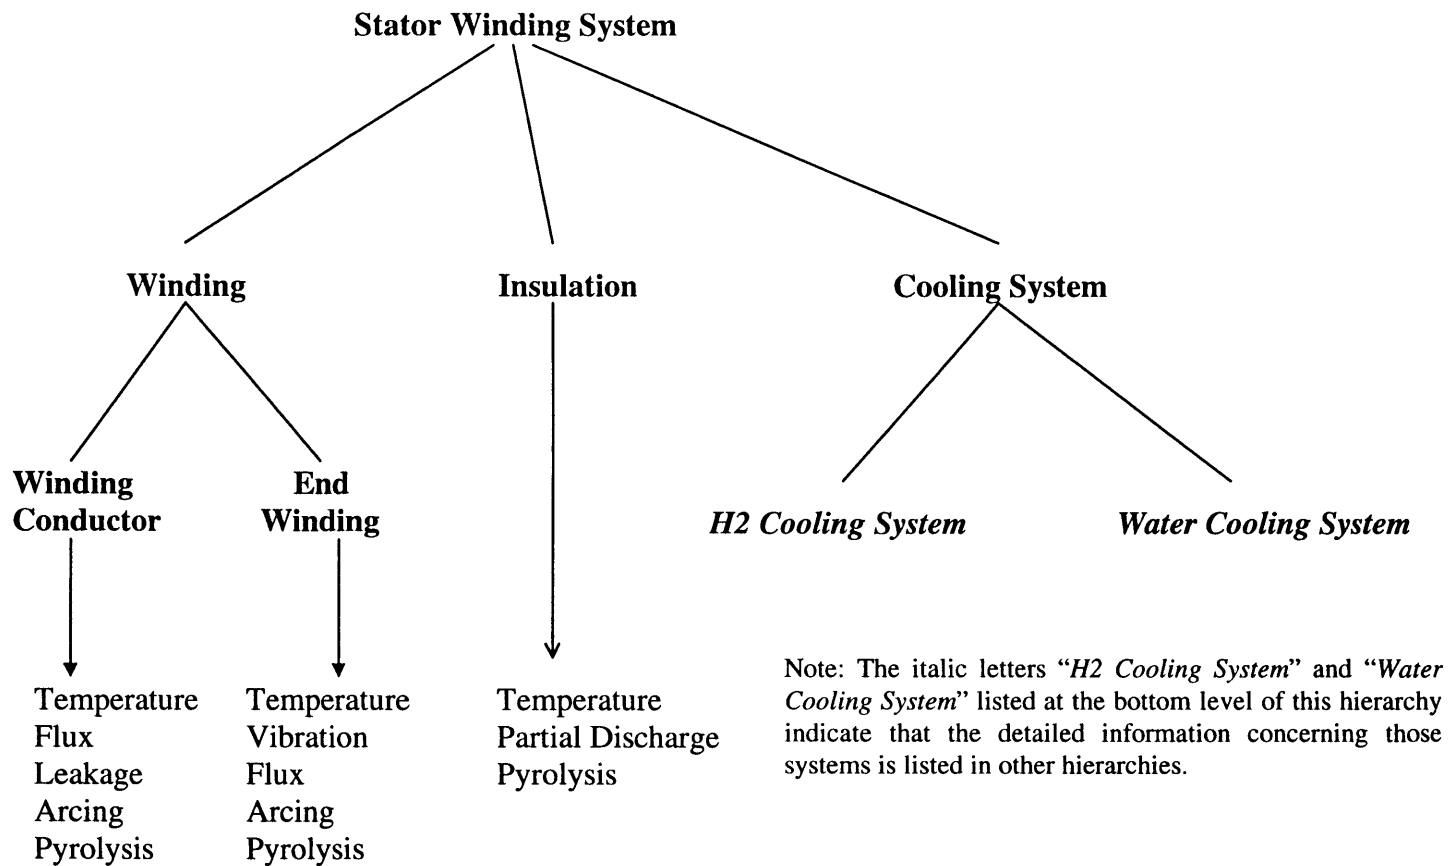 Stator Winding System
Winding
Insulation
Cooling System
Winding
Conductor
End
Winding
H2 Cooling System
Water Cooling System
Temperature
Flux
Leakage
Arcing
Pyrolysis
Temperature
Vibration
Flux
Arcing
Pyrolysis
Temperature
Partial Discharge
Pyrolysis
Note: The italic letters “H2 Cooling System” and “Water
Cooling System” listed at the bottom level of this hierarchy
indicate that the detailed information concerning those
systems is listed in other hierarchies.